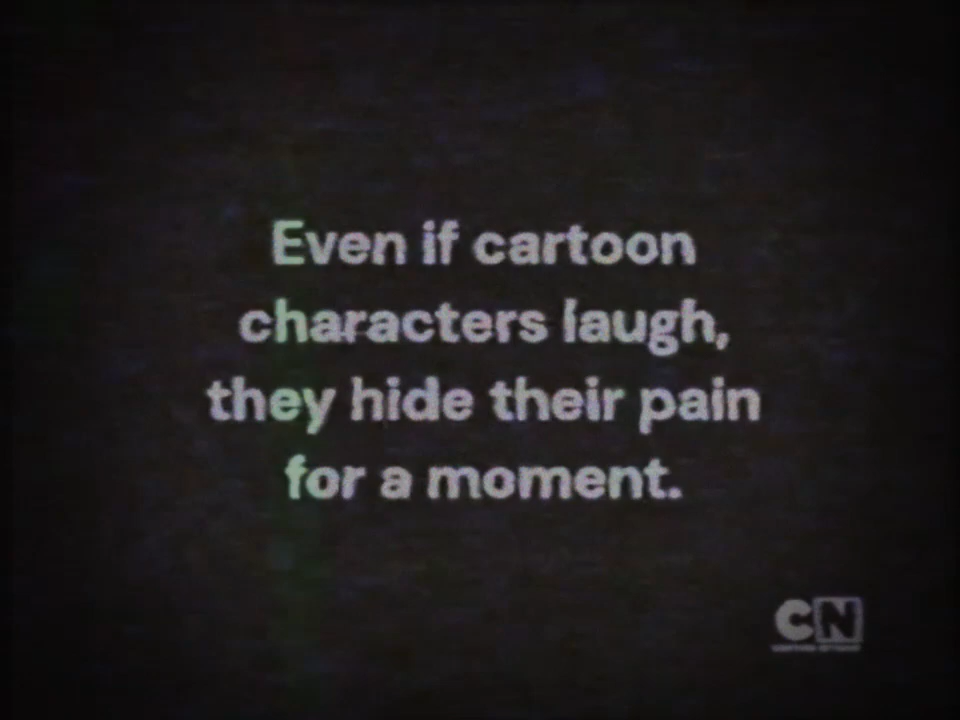 Even if cartoon
characters laugh,
they hide their pain
for a moment.
CN